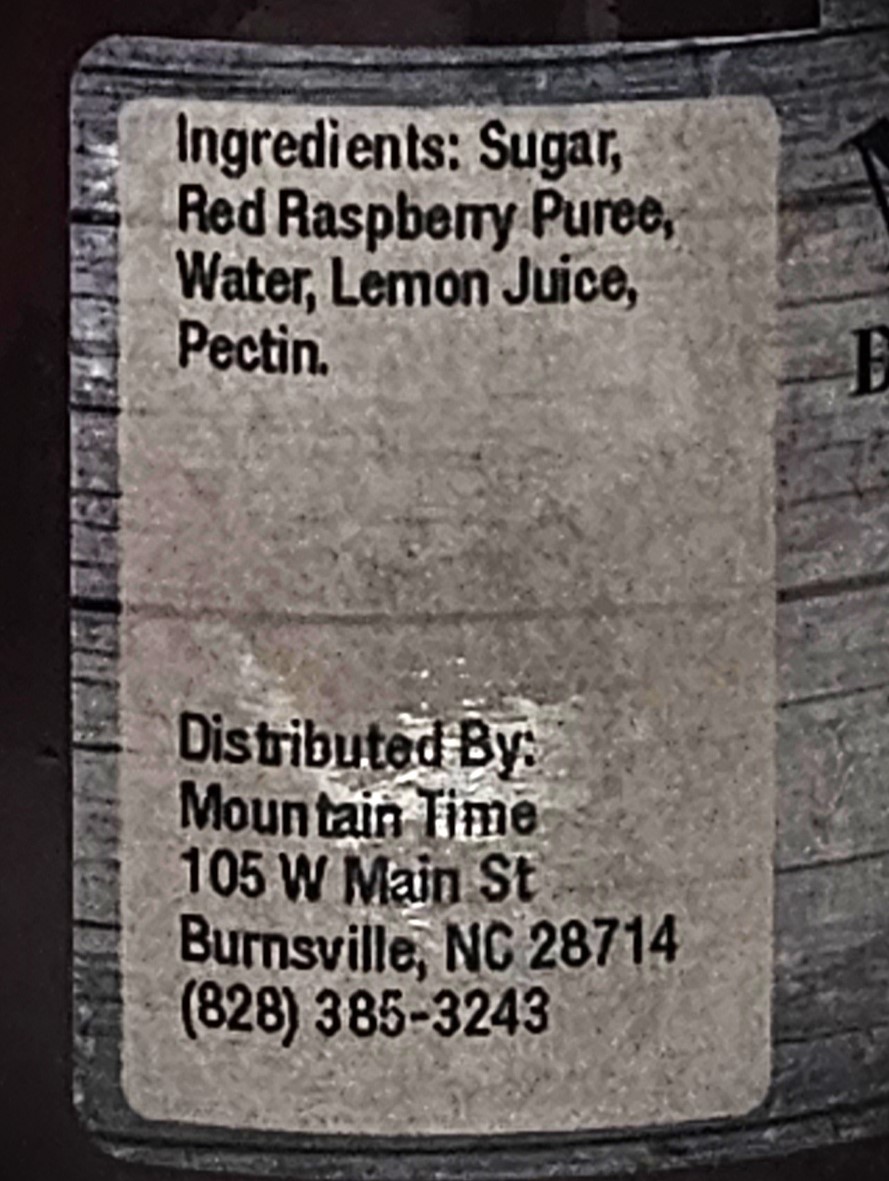 Ingredients: Sugar,
Red Raspberry Puree,
Water, Lemon Juice,
Pectin.
Distributed By:
Mountain Time
105 W Main St
Burnsville, NC 28714
(828) 385-3243